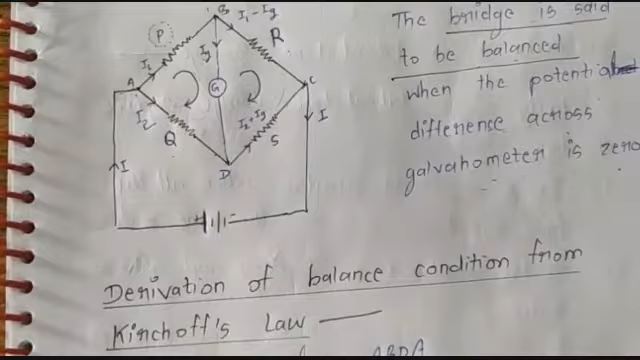 B
I₁ - Ig
P
R
I₁
Ig
A
G
C
I₂
I₂+Ig
I
Q
S
D
I
+
-
The bridge is said
to be balanced
when the potential
difference across
galvanometer is zero
Derivation of balance condition from
Kirchoff's Law
ABDA